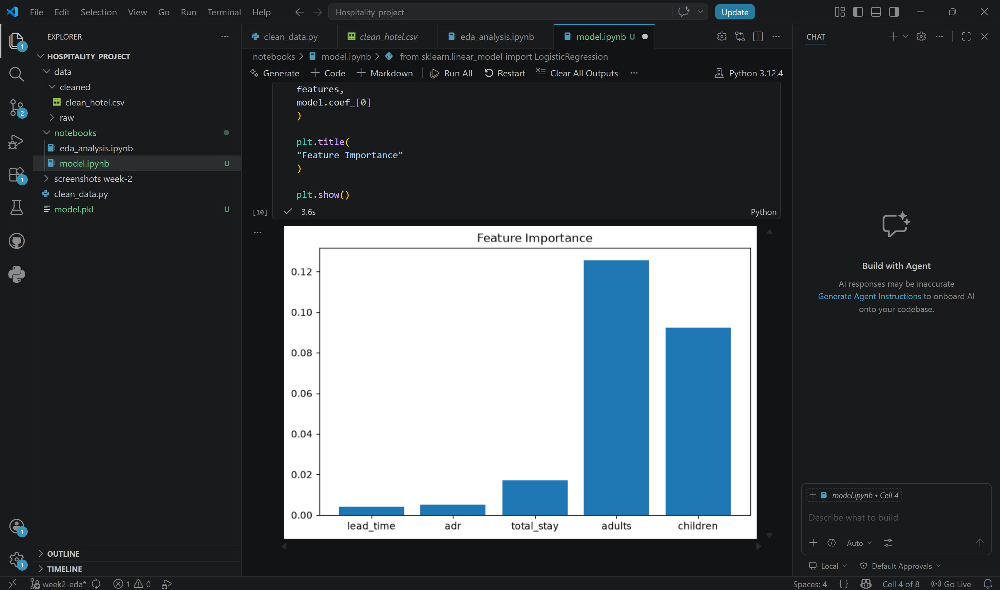 File Edit Selection View Go Run Terminal Help
Hospitality_project
Update
EXPLORER
HOSPITALITY_PROJECT
data
cleaned
clean_hotel.csv
raw
notebooks
eda_analysis.ipynb
model.ipynb U
screenshots week-2
clean_data.py
model.pkl U
1
2
1
1
1
OUTLINE
TIMELINE
clean_data.py
clean_hotel.csv
eda_analysis.ipynb
model.ipynb U
notebooks > model.ipynb > from sklearn.linear_model import LogisticRegression
Generate + Code + Markdown Run All Restart Clear All Outputs ... Python 3.12.4
features,
model.coef_[0]
)
plt.title(
"Feature Importance"
)
plt.show()
[10] 3.6s Python
Feature Importance
0.12
0.10
0.08
0.06
0.04
0.02
0.00
lead_time adr total_stay adults children
CHAT
Build with Agent
AI responses may be inaccurate
Generate Agent Instructions to onboard AI
onto your codebase.
model.ipynb • Cell 4
Describe what to build
Auto
Local Default Approvals
week2-eda* 1 0 Spaces: 4 { } Cell 4 of 8 Go Live